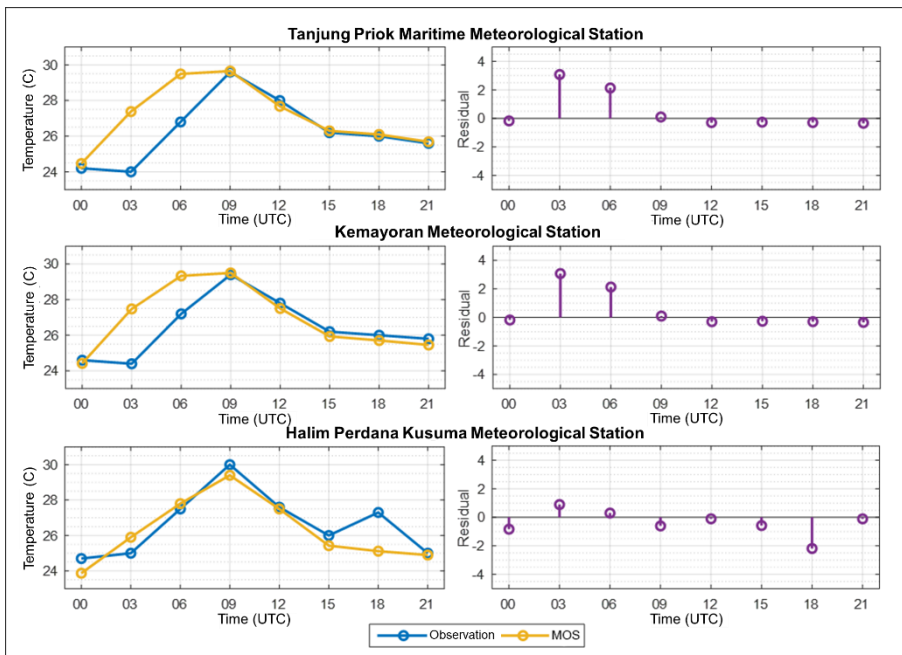 Tanjung Priok Maritime Meteorological Station
Temperature (C)
30
28
26
24
00 03 06 09 12 15 18 21
Time (UTC)
Residual
4
2
0
-2
-4
00 03 06 09 12 15 18 21
Time (UTC)
Kemayoran Meteorological Station
Temperature (C)
30
28
26
24
00 03 06 09 12 15 18 21
Time (UTC)
Residual
4
2
0
-2
-4
00 03 06 09 12 15 18 21
Time (UTC)
Halim Perdana Kusuma Meteorological Station
Temperature (C)
30
28
26
24
00 03 06 09 12 15 18 21
Time (UTC)
Residual
4
2
0
-2
-4
00 03 06 09 12 15 18 21
Time (UTC)
Observation MOS